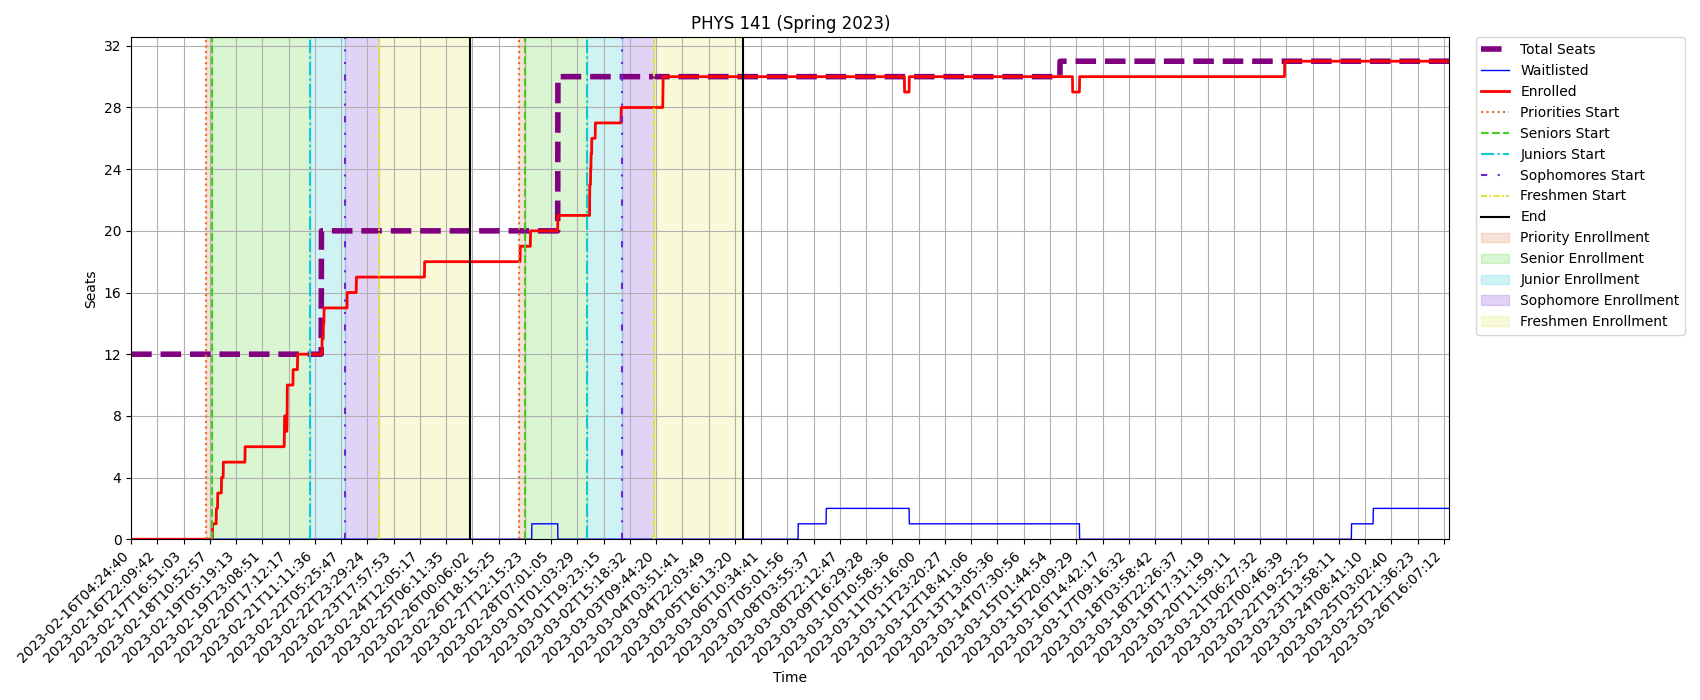 PHYS 141 (Spring 2023)
32
28
24
20
16
12
8
4
0
Seats
2023-02-16T04:24:40
2023-02-16T22:09:42
2023-02-17T16:51:03
2023-02-18T10:52:57
2023-02-19T05:19:13
2023-02-19T23:08:51
2023-02-20T17:12:17
2023-02-21T11:11:36
2023-02-22T05:25:47
2023-02-22T23:29:24
2023-02-23T17:57:53
2023-02-24T12:05:17
2023-02-25T06:11:35
2023-02-26T00:06:02
2023-02-26T18:15:25
2023-02-27T12:15:23
2023-02-28T07:01:05
2023-03-01T01:03:29
2023-03-01T19:23:15
2023-03-02T15:18:32
2023-03-03T09:44:20
2023-03-04T03:51:41
2023-03-04T22:03:49
2023-03-05T16:13:20
2023-03-06T10:34:41
2023-03-07T05:01:56
2023-03-08T03:55:37
2023-03-08T22:12:47
2023-03-09T16:29:28
2023-03-10T10:58:36
2023-03-11T05:16:00
2023-03-11T23:20:27
2023-03-12T18:41:06
2023-03-13T13:05:36
2023-03-14T07:30:56
2023-03-15T01:44:54
2023-03-15T20:09:29
2023-03-16T14:42:17
2023-03-17T09:16:32
2023-03-18T03:58:42
2023-03-18T22:26:37
2023-03-19T17:31:19
2023-03-20T11:59:11
2023-03-21T06:27:32
2023-03-22T00:46:39
2023-03-22T19:25:25
2023-03-23T13:58:11
2023-03-24T08:41:10
2023-03-25T03:02:40
2023-03-25T21:36:23
2023-03-26T16:07:12
Time
Total Seats
Waitlisted
Enrolled
Priorities Start
Seniors Start
Juniors Start
Sophomores Start
Freshmen Start
End
Priority Enrollment
Senior Enrollment
Junior Enrollment
Sophomore Enrollment
Freshmen Enrollment